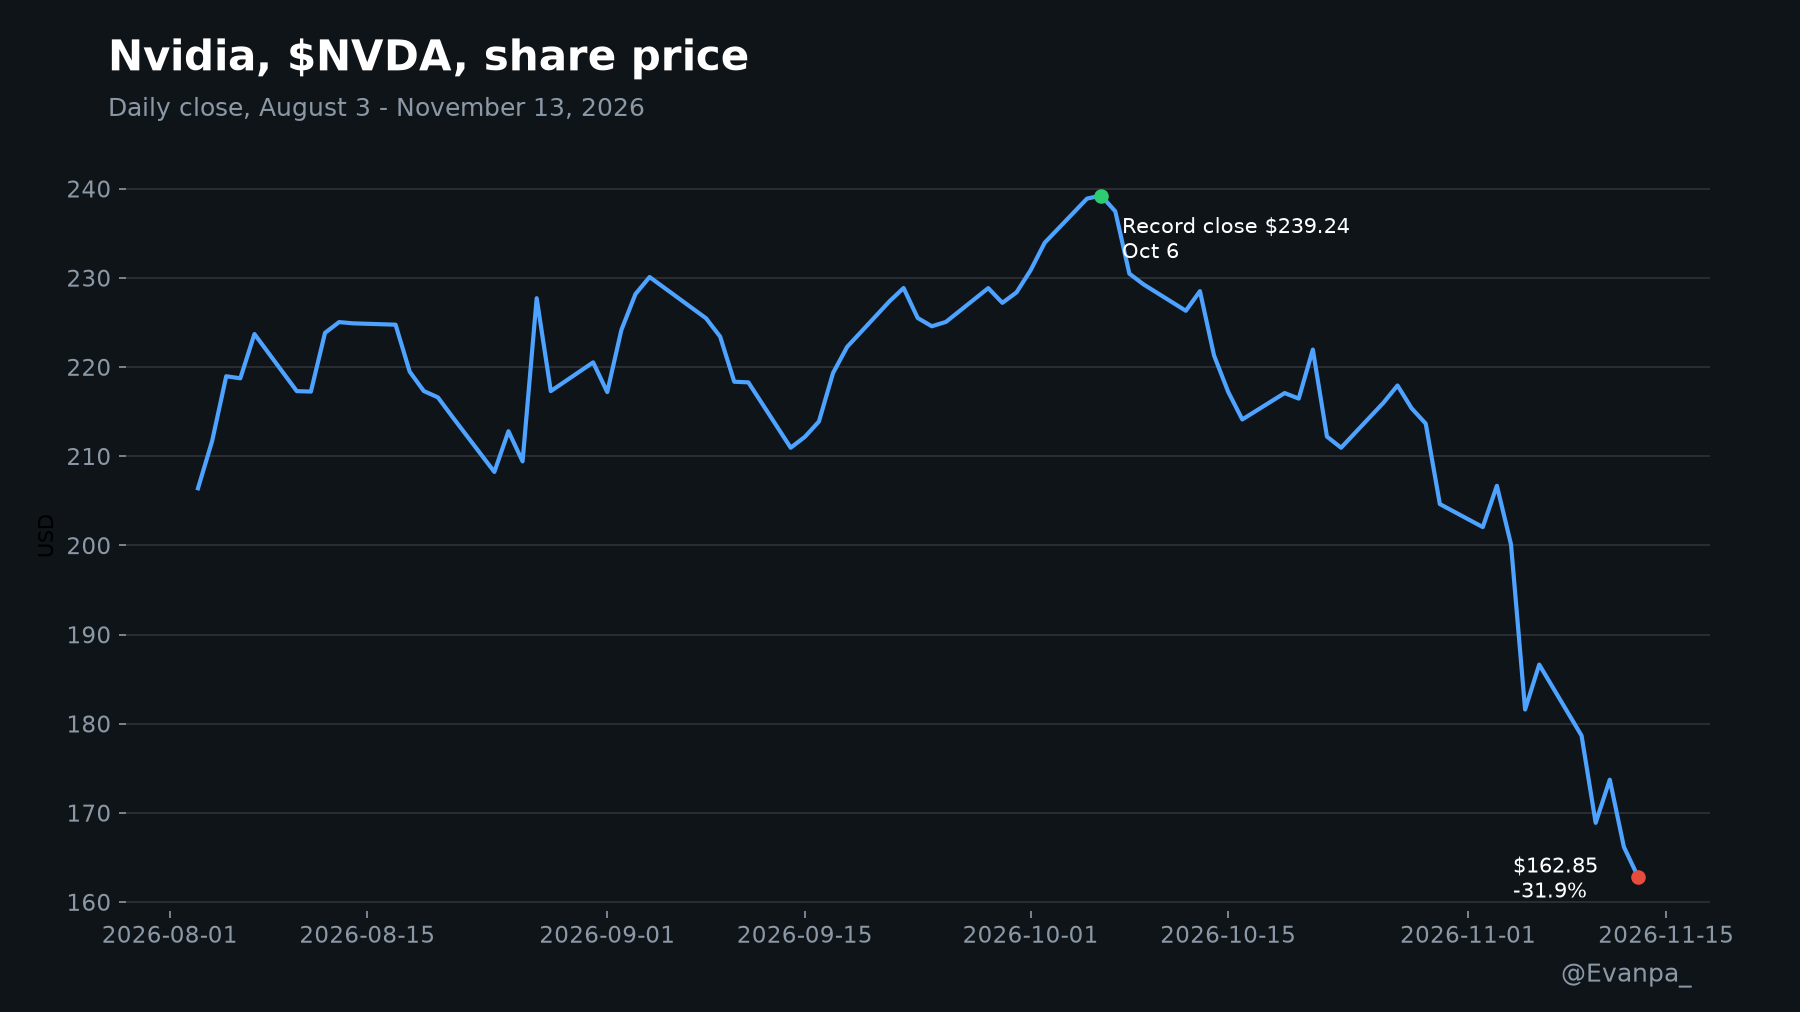 Nvidia, $NVDA, share price
Daily close, August 3 - November 13, 2026
240
Record close $239.24
Oct 6
230
220
210
USD
200
190
180
170
$162.85
-31.9%
160
2026-08-01 2026-08-15 2026-09-01 2026-09-15 2026-10-01 2026-10-15 2026-11-01 2026-11-15
@Evanpa_